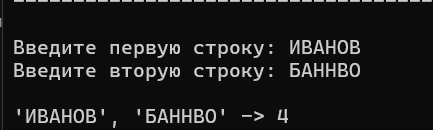 Введите первую строку: ИВАНОВ
Введите вторую строку: БАННВО
'ИВАНОВ', 'БАННВО' -> 4